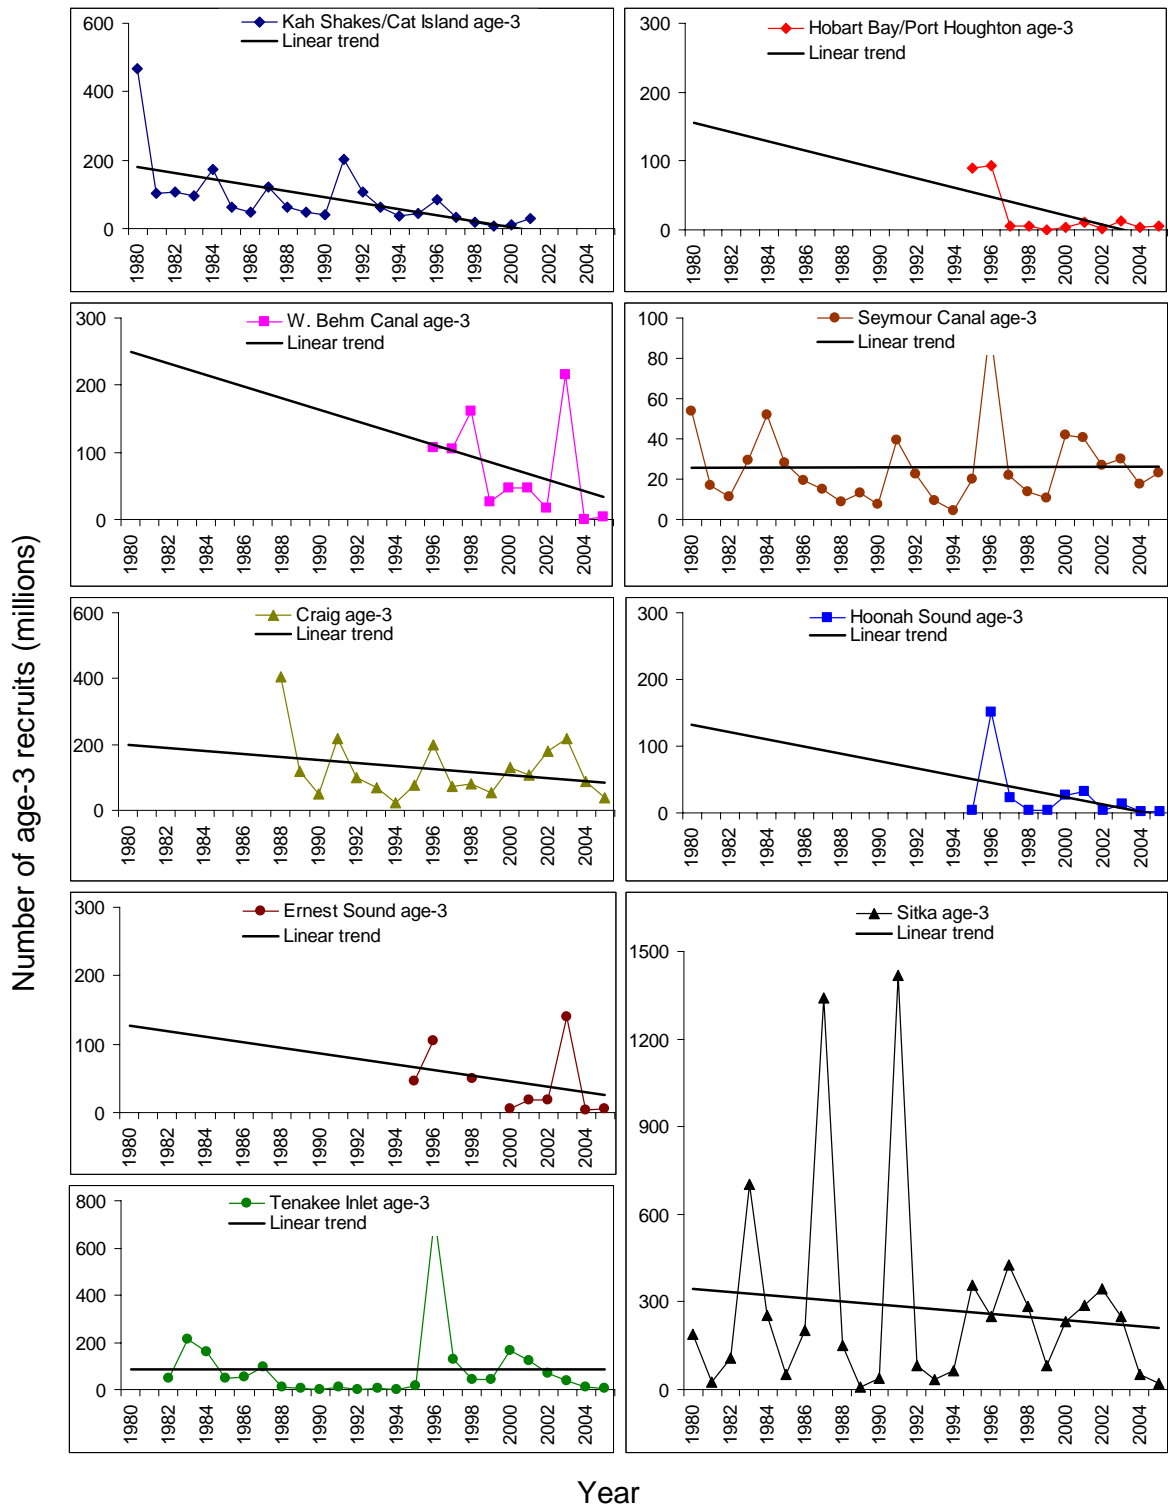 Number of age-3 recruits (millions)
Kah Shakes/Cat Island age-3
Linear trend
600
400
200
0
1980 1982 1984 1986 1988 1990 1992 1994 1996 1998 2000 2002 2004
Hobart Bay/Port Houghton age-3
Linear trend
300
200
100
0
1980 1982 1984 1986 1988 1990 1992 1994 1996 1998 2000 2002 2004
W. Behm Canal age-3
Linear trend
300
200
100
0
1980 1982 1984 1986 1988 1990 1992 1994 1996 1998 2000 2002 2004
Seymour Canal age-3
Linear trend
100
80
60
40
20
0
1980 1982 1984 1986 1988 1990 1992 1994 1996 1998 2000 2002 2004
Craig age-3
Linear trend
600
400
200
0
1980 1982 1984 1986 1988 1990 1992 1994 1996 1998 2000 2002 2004
Hoonah Sound age-3
Linear trend
300
200
100
0
1980 1982 1984 1986 1988 1990 1992 1994 1996 1998 2000 2002 2004
Ernest Sound age-3
Linear trend
300
200
100
0
1980 1982 1984 1986 1988 1990 1992 1994 1996 1998 2000 2002 2004
Sitka age-3
Linear trend
1500
1200
900
600
300
0
1980 1982 1984 1986 1988 1990 1992 1994 1996 1998 2000 2002 2004
Tenakee Inlet age-3
Linear trend
800
600
400
200
0
1980 1982 1984 1986 1988 1990 1992 1994 1996 1998 2000 2002 2004
Year